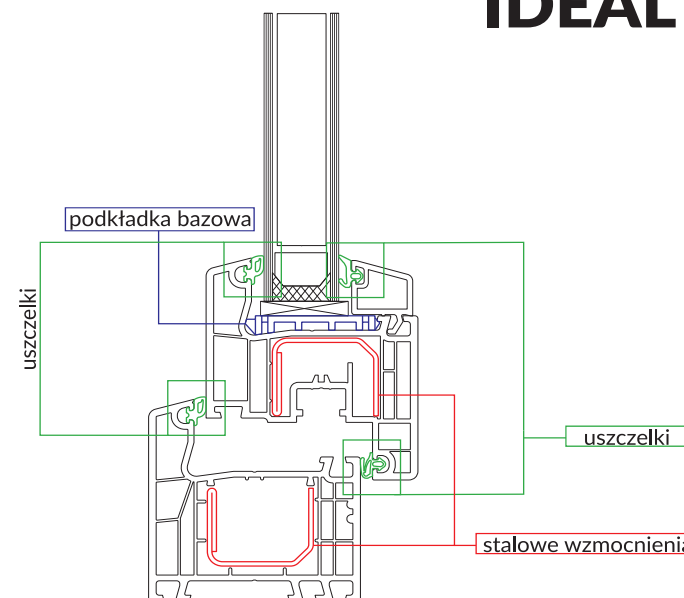 IDEAL
podkładka bazowa
uszczelki
uszczelki
stalowe wzmocnienia